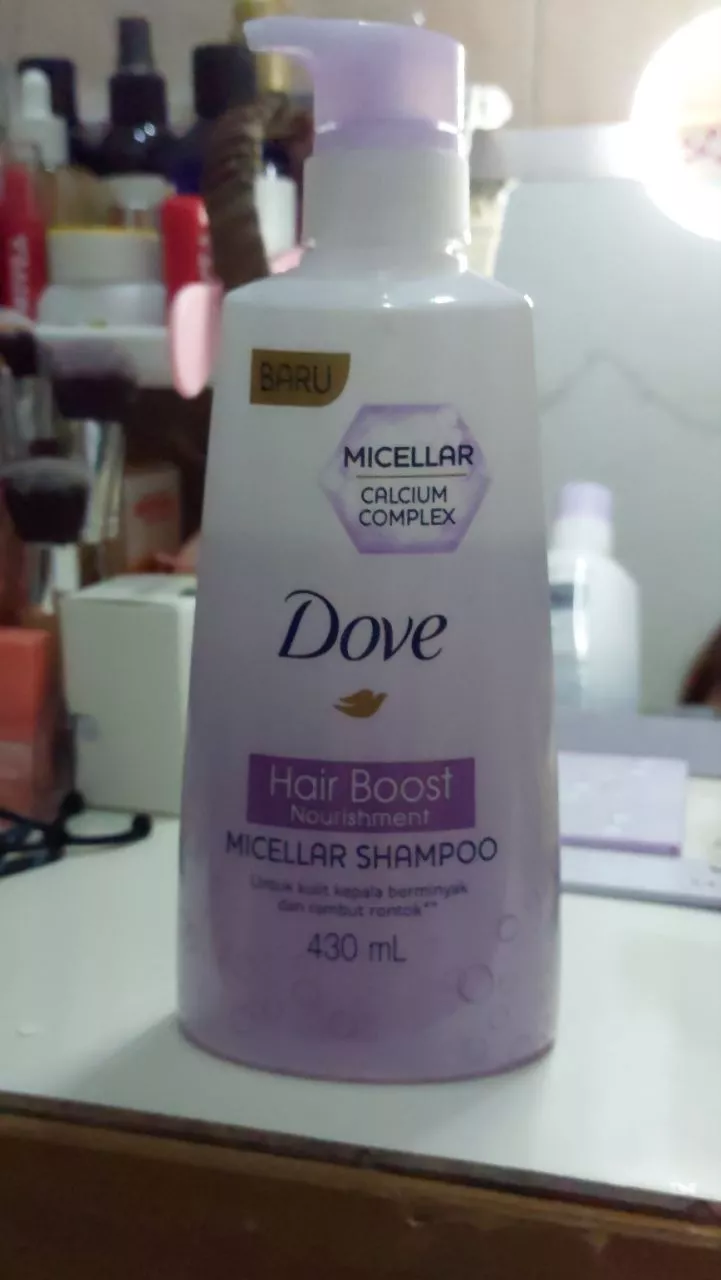 BARU
MICELLAR
CALCIUM
COMPLEX
Dove
Hair Boost
Nourishment
MICELLAR SHAMPOO
Untuk kulit kepala berminyak
dan rambut rontok**
430 mL